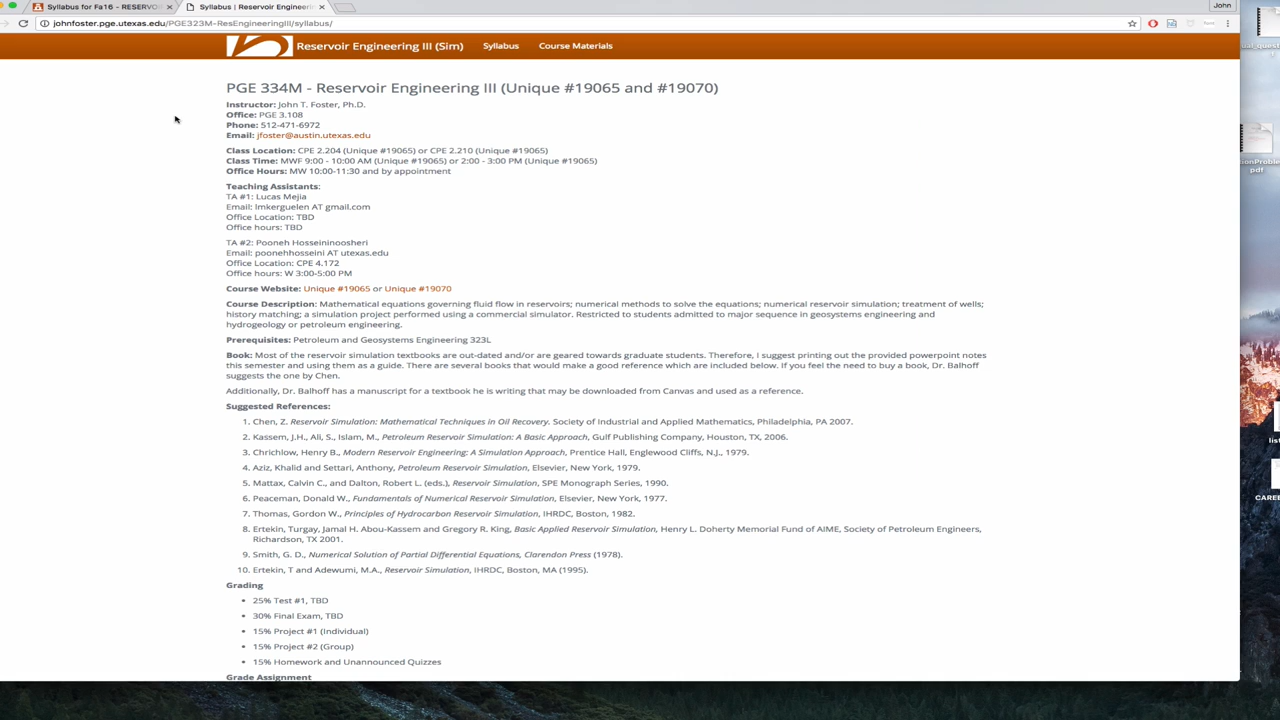 Syllabus for Fa16 - RESERVO
Syllabus | Reservoir Engineerin
John
johnfoster.pge.utexas.edu/PGE323M-ResEngineeringIII/syllabus/
Reservoir Engineering III (Sim) Syllabus Course Materials
PGE 334M - Reservoir Engineering III (Unique #19065 and #19070)
Instructor: John T. Foster, Ph.D.
Office: PGE 3.108
Phone: 512-471-6972
Email: jfoster@austin.utexas.edu
Class Location: CPE 2.204 (Unique #19065) or CPE 2.210 (Unique #19065)
Class Time: MWF 9:00 - 10:00 AM (Unique #19065) or 2:00 - 3:00 PM (Unique #19065)
Office Hours: MW 10:00-11:30 and by appointment
Teaching Assistants:
TA #1: Lucas Mejia
Email: lmkerguelen AT gmail.com
Office Location: TBD
Office hours: TBD
TA #2: Pooneh Hosseininoosheri
Email: poonehhosseini AT utexas.edu
Office Location: CPE 4.172
Office hours: W 3:00-5:00 PM
Course Website: Unique #19065 or Unique #19070
Course Description: Mathematical equations governing fluid flow in reservoirs; numerical methods to solve the equations; numerical reservoir simulation; treatment of wells;
history matching; a simulation project performed using a commercial simulator. Restricted to students admitted to major sequence in geosystems engineering and
hydrogeology or petroleum engineering.
Prerequisites: Petroleum and Geosystems Engineering 323L
Book: Most of the reservoir simulation textbooks are out-dated and/or are geared towards graduate students. Therefore, I suggest printing out the provided powerpoint notes
this semester and using them as a guide. There are several books that would make a good reference which are included below. If you feel the need to buy a book, Dr. Balhoff
suggests the one by Chen.
Additionally, Dr. Balhoff has a manuscript for a textbook he is writing that may be downloaded from Canvas and used as a reference.
Suggested References:
1. Chen, Z. Reservoir Simulation: Mathematical Techniques in Oil Recovery. Society of Industrial and Applied Mathematics, Philadelphia, PA 2007.
2. Kassem, J.H., Ali, S., Islam, M., Petroleum Reservoir Simulation: A Basic Approach, Gulf Publishing Company, Houston, TX, 2006.
3. Chrichlow, Henry B., Modern Reservoir Engineering: A Simulation Approach, Prentice Hall, Englewood Cliffs, N.J., 1979.
4. Aziz, Khalid and Settari, Anthony, Petroleum Reservoir Simulation, Elsevier, New York, 1979.
5. Mattax, Calvin C., and Dalton, Robert L. (eds.), Reservoir Simulation, SPE Monograph Series, 1990.
6. Peaceman, Donald W., Fundamentals of Numerical Reservoir Simulation, Elsevier, New York, 1977.
7. Thomas, Gordon W., Principles of Hydrocarbon Reservoir Simulation, IHRDC, Boston, 1982.
8. Ertekin, Turgay, Jamal H. Abou-Kassem and Gregory R. King, Basic Applied Reservoir Simulation, Henry L. Doherty Memorial Fund of AIME, Society of Petroleum Engineers,
Richardson, TX 2001.
9. Smith, G. D., Numerical Solution of Partial Differential Equations, Clarendon Press (1978).
10. Ertekin, T and Adewumi, M.A., Reservoir Simulation, IHRDC, Boston, MA (1995).
Grading
• 25% Test #1, TBD
• 30% Final Exam, TBD
• 15% Project #1 (Individual)
• 15% Project #2 (Group)
• 15% Homework and Unannounced Quizzes
Grade Assignment
pdf